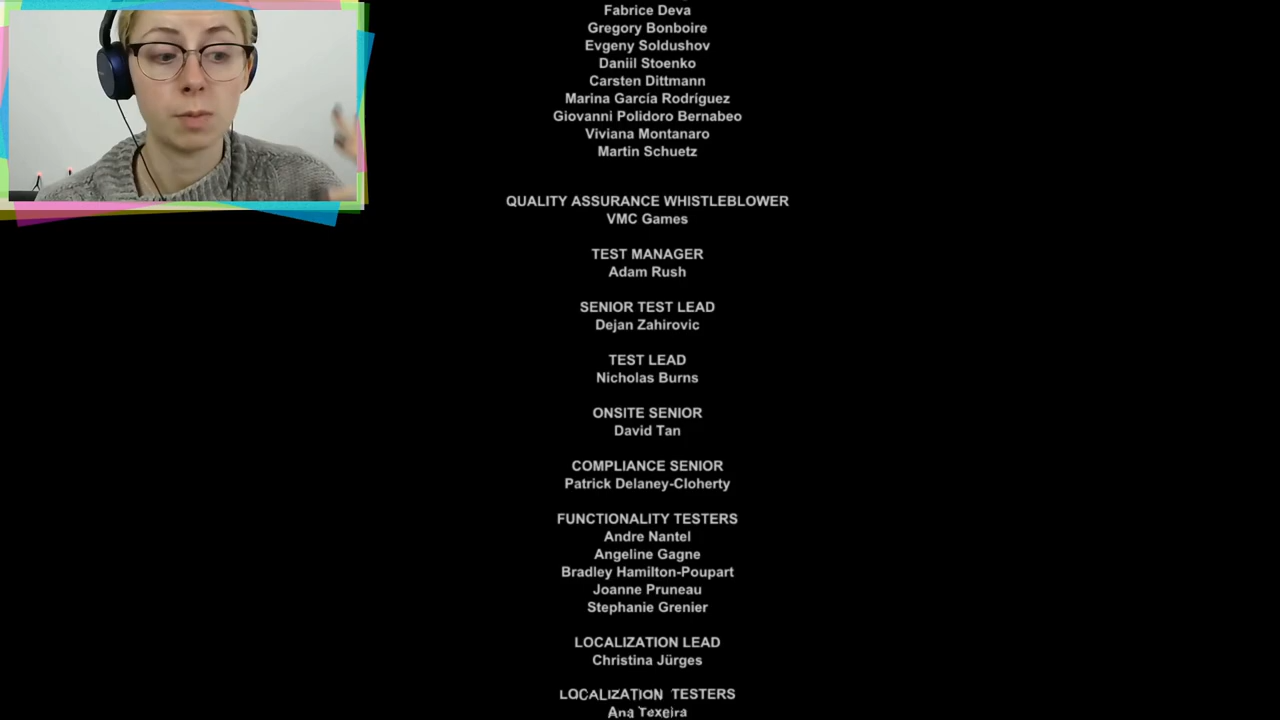 Fabrice Deva
Gregory Bonboire
Evgeny Soldushov
Daniil Stoenko
Carsten Dittmann
Marina García Rodríguez
Giovanni Polidoro Bernabeo
Viviana Montanaro
Martin Schuetz
QUALITY ASSURANCE WHISTLEBLOWER
VMC Games
TEST MANAGER
Adam Rush
SENIOR TEST LEAD
Dejan Zahirovic
TEST LEAD
Nicholas Burns
ONSITE SENIOR
David Tan
COMPLIANCE SENIOR
Patrick Delaney-Cloherty
FUNCTIONALITY TESTERS
Andre Nantel
Angeline Gagne
Bradley Hamilton-Poupart
Joanne Pruneau
Stephanie Grenier
LOCALIZATION LEAD
Christina Jürges
LOCALIZATION TESTERS
Ana Texeira